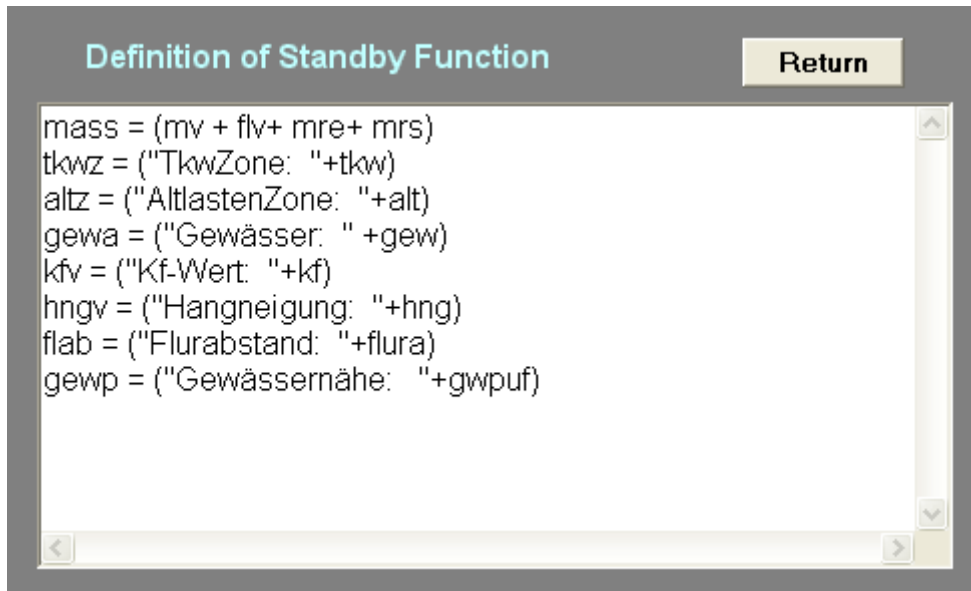 Definition of Standby Function
Return
mass = (mv + flv+ mre+ mrs)
tkwz = ("TkwZone:  "+tkw)
altz = ("AltlastenZone:  "+alt)
gewa = ("Gewässer:  " +gew)
kfv = ("Kf-Wert:  "+kf)
hngv = ("Hangneigung:  "+hng)
flab = ("Flurabstand:  "+flura)
gewp = ("Gewässernähe:   "+gwpuf)